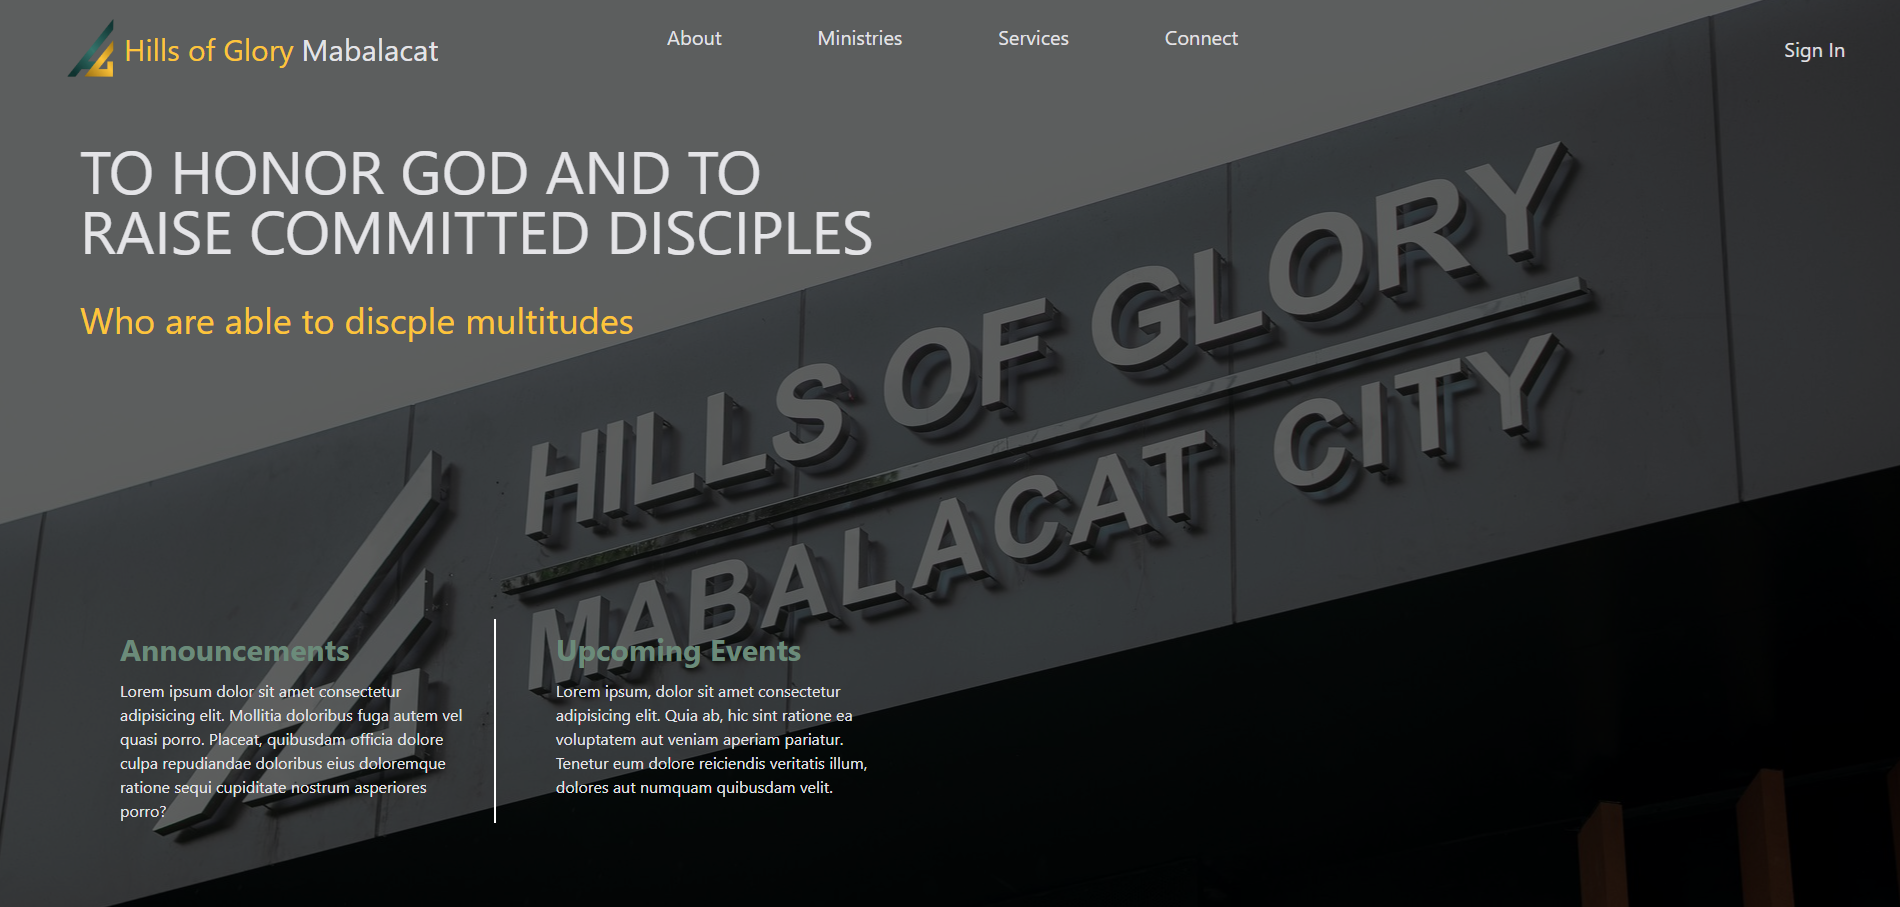 Hills of Glory Mabalacat
About
Ministries
Services
Connect
Sign In
TO HONOR GOD AND TO
RAISE COMMITTED DISCIPLES
Who are able to discple multitudes
HILLS OF GLORY
MABALACAT CITY
Announcements
Lorem ipsum dolor sit amet consectetur
adipisicing elit. Mollitia doloribus fuga autem vel
quasi porro. Placeat, quibusdam officia dolore
culpa repudiandae doloribus eius doloremque
ratione sequi cupiditate nostrum asperiores
porro?
Upcoming Events
Lorem ipsum, dolor sit amet consectetur
adipisicing elit. Quia ab, hic sint ratione ea
voluptatem aut veniam aperiam pariatur.
Tenetur eum dolore reiciendis veritatis illum,
dolores aut numquam quibusdam velit.